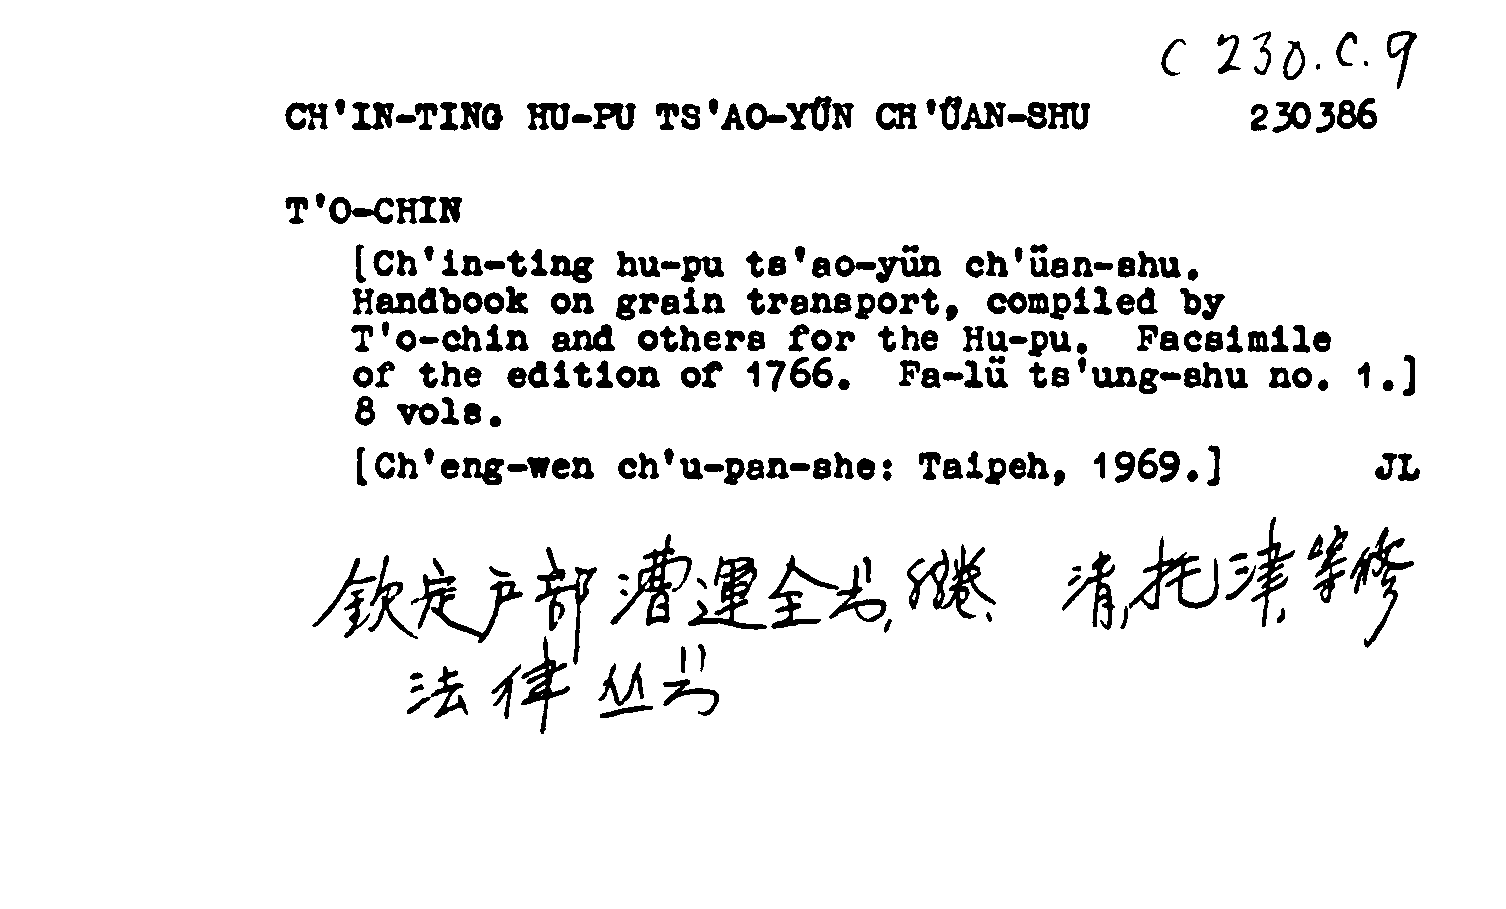 C 230.C.9
CH'IN-TING HU-PU TS'AO-YÜN CH'ÜAN-SHU 230386
T'O-CHIN
[Ch'in-ting hu-pu ts'ao-yün ch'üan-shu.
Handbook on grain transport, compiled by
T'o-chin and others for the Hu-pu. Facsimile
of the edition of 1766. Fa-lü ts'ung-shu no. 1.]
8 vols.
[Ch'eng-wen ch'u-pan-she: Taipeh, 1969.] JL
欽定户部漕運全书, 卷、 清,托津,等修
法律丛书